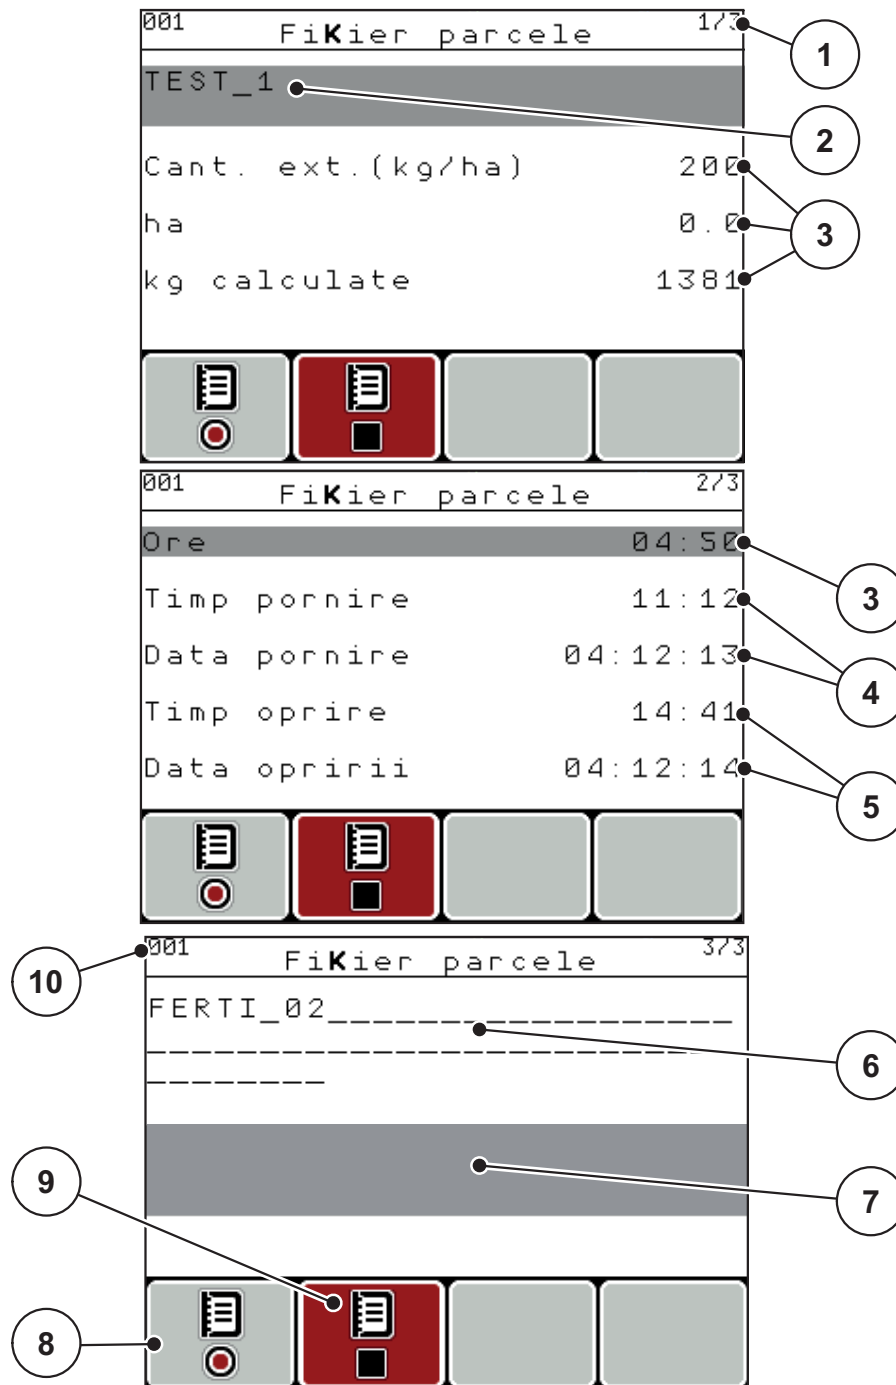 001 FiKier parcele 1/3
1
TEST_1
2
Cant. ext.(kg/ha) 200
ha 0.0
3
kg calculate 1381
001 FiKier parcele 2/3
Ore 04:50
3
Timp pornire 11:12
Data pornire 04:12:13
4
Timp oprire 14:41
Data opririi 04:12:14
5
10
001 FiKier parcele 3/3
FERTI_02__________________
_________________________
6
________
9
7
8